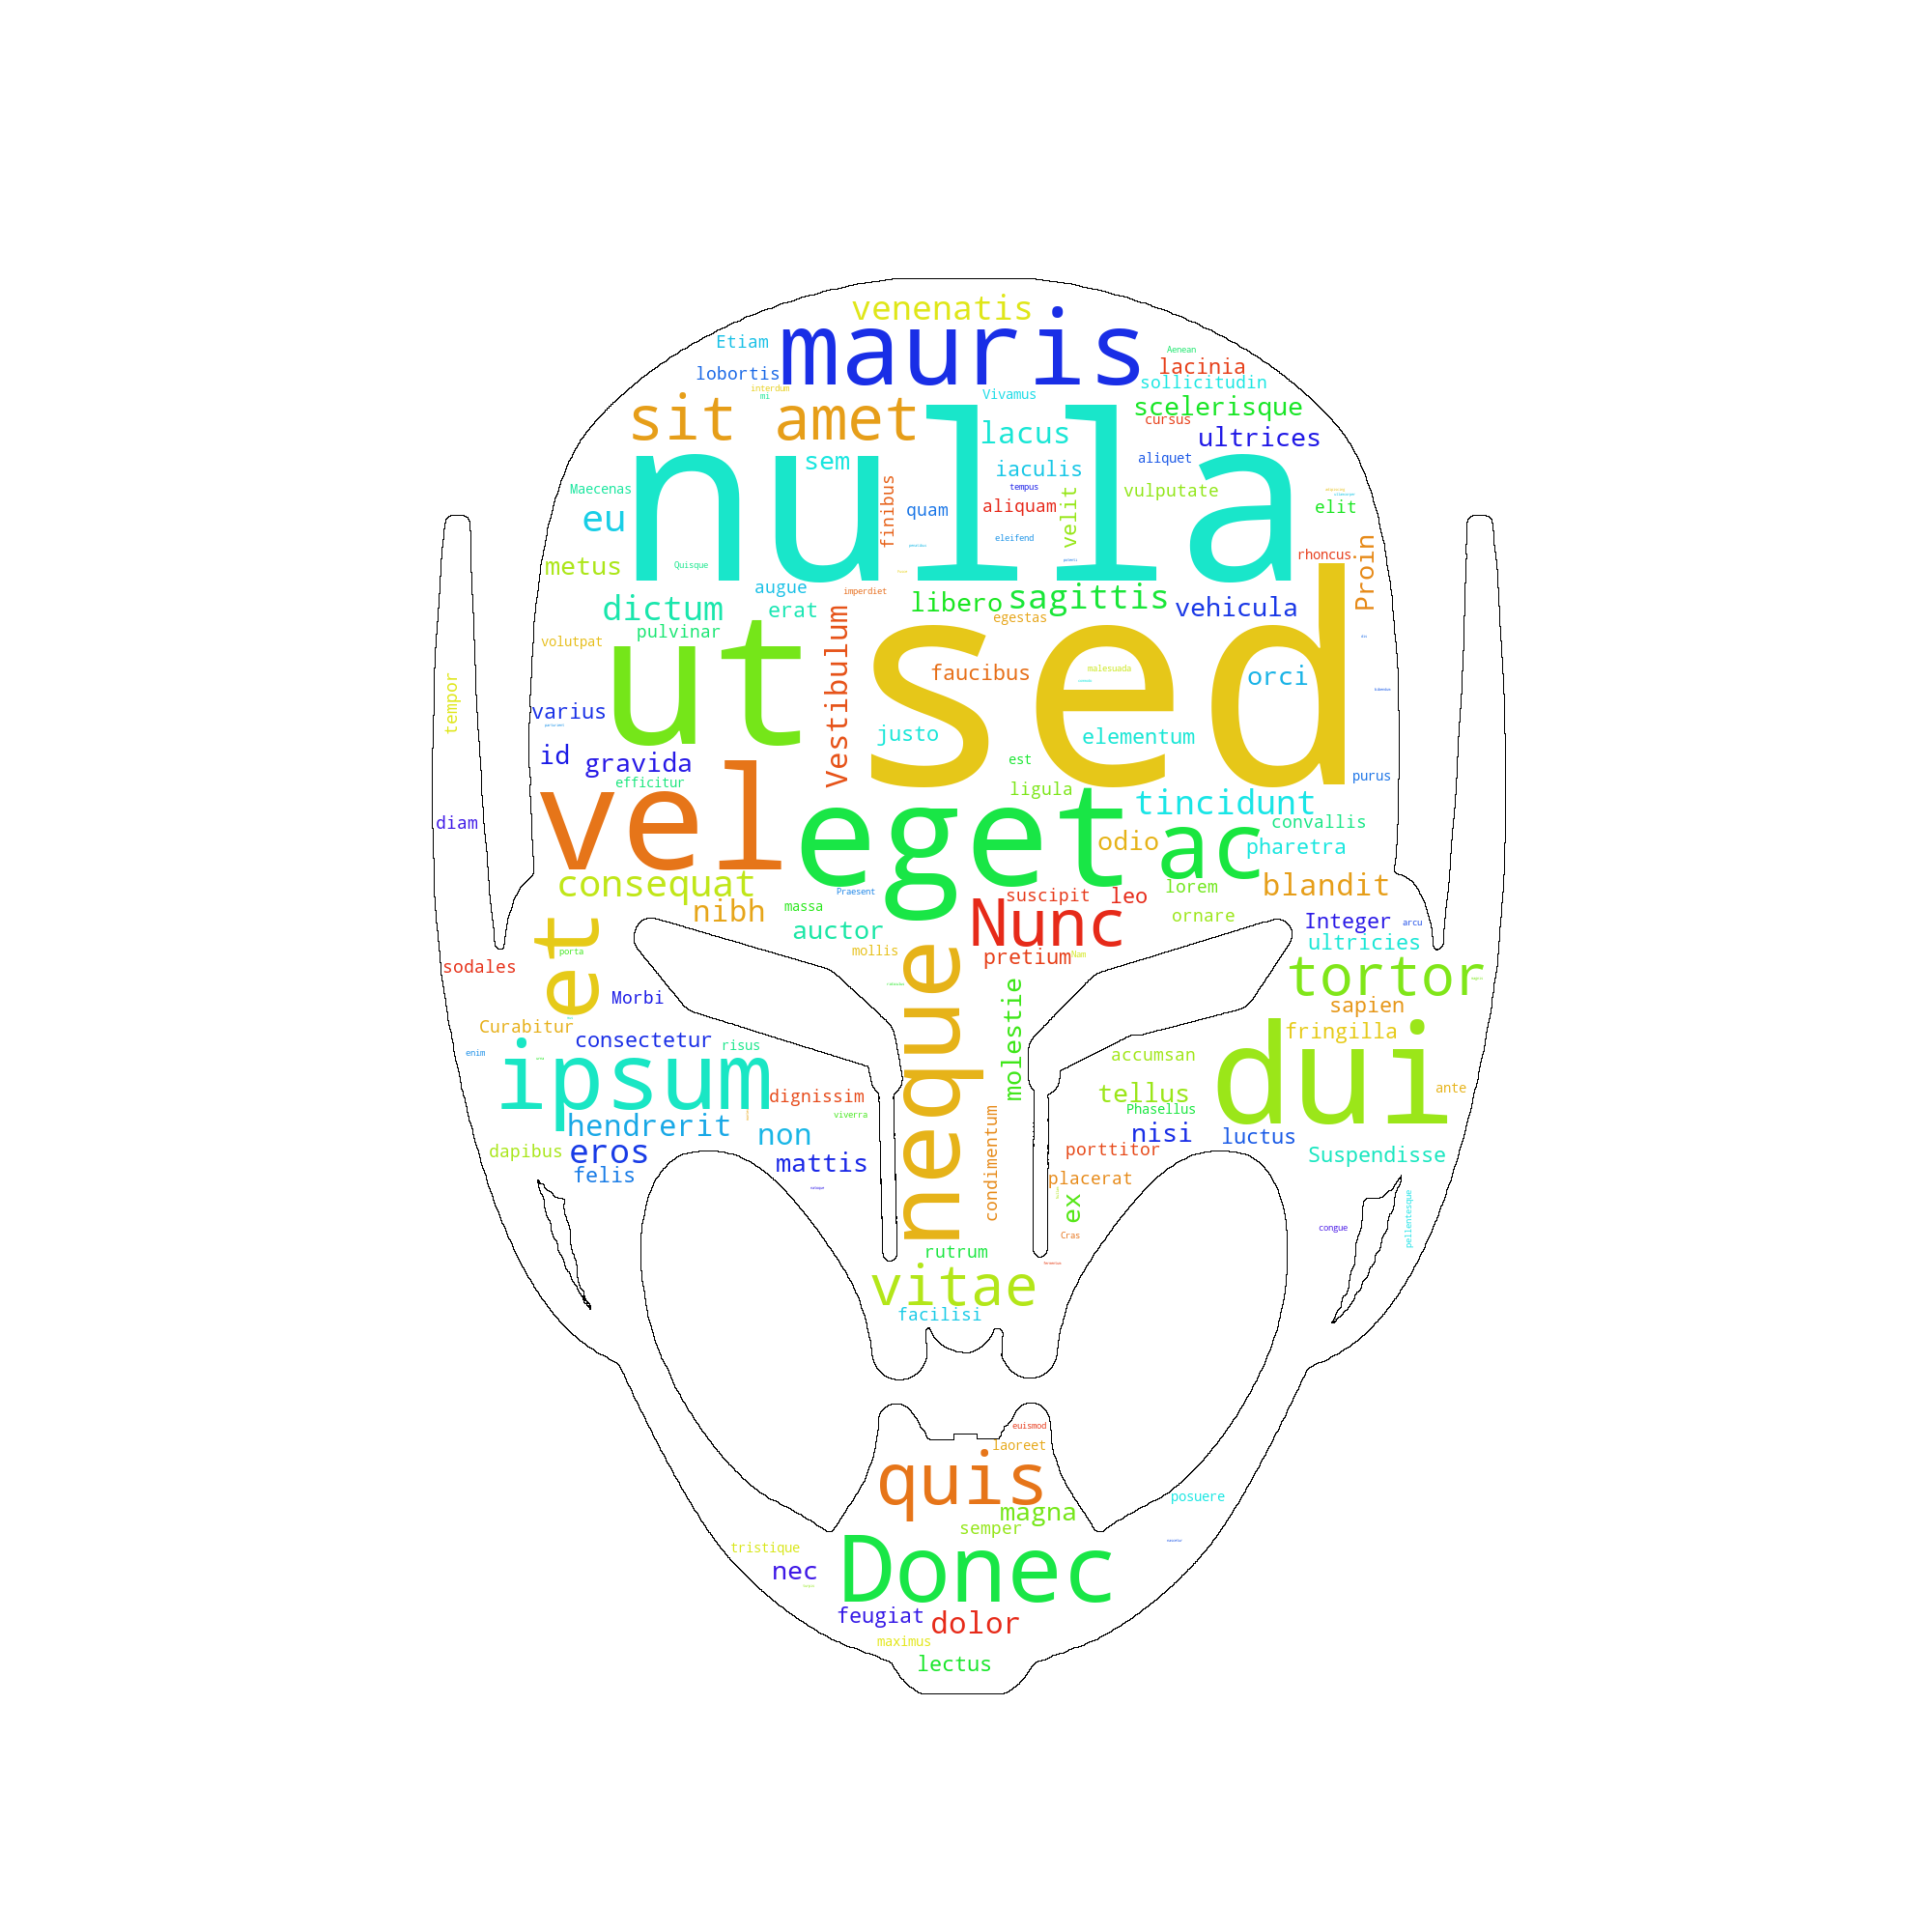 venenatis
mauris
Etiam
Aenean
lacinia
lobortis
sollicitudin
interdum
mi
Vivamus
scelerisque
sit amet
cursus
lacus
ultrices
nulla
sem
aliquet
iaculis
Maecenas
tempus
vulputate
finibus
quam
aliquam
velit
elit
eu
eleifend
rhoncus
Proin
metus
Quisque
augue
imperdiet
dictum
erat
libero
sagittis
vehicula
egestas
pulvinar
volutpat
ut
sed
Vestibulum
faucibus
malesuada
orci
tempor
varius
justo
elementum
id
gravida
est
efficitur
purus
vel
eget
ligula
tincidunt
diam
odio
ac
convallis
pharetra
consequat
Praesent
suscipit
leo
lorem
blandit
nibh
massa
Nunc
ornare
Integer
arcu
auctor
ultricies
et
porta
mollis
neque
pretium
Nam
sodales
tortor
Morbi
molestie
sapien
Curabitur
fringilla
consectetur
risus
enim
accumsan
ipsum
dui
dignissim
tellus
ante
viverra
Phasellus
hendrerit
non
nisi
luctus
dapibus
eros
mattis
condimentum
porttitor
Suspendisse
felis
placerat
ex
pellentesque
congue
Cras
rutrum
vitae
facilisi
euismod
laoreet
quis
posuere
magna
semper
tristique
Donec
nec
feugiat
dolor
maximus
lectus